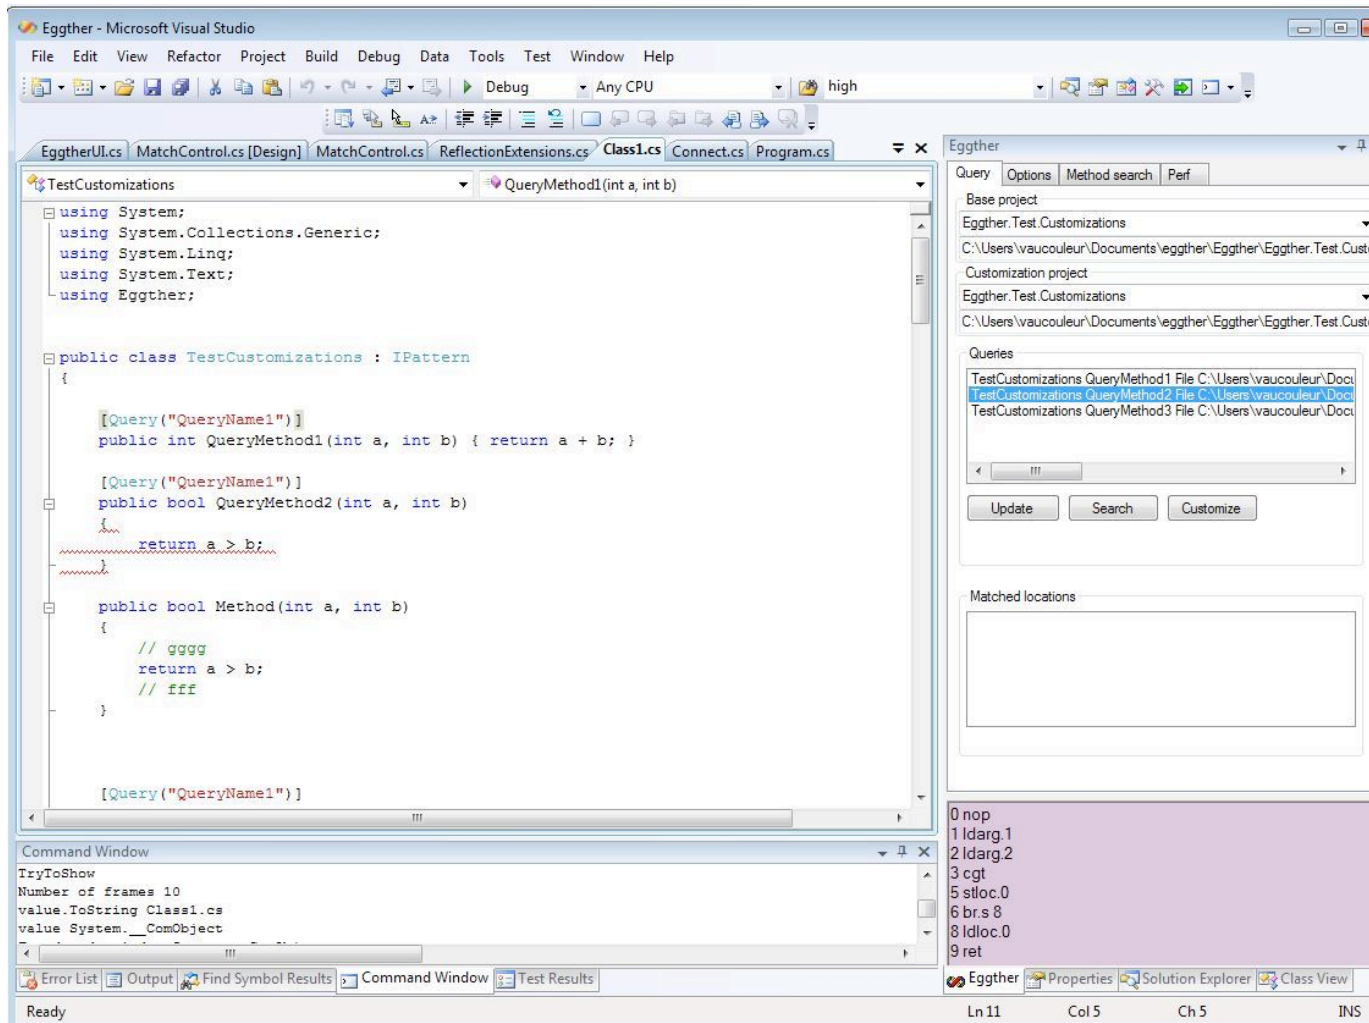 Eggther - Microsoft Visual Studio
File Edit View Refactor Project Build Debug Data Tools Test Window Help
Debug Any CPU high
EggtherUI.cs MatchControl.cs [Design] MatchControl.cs ReflectionExtensions.cs Class1.cs Connect.cs Program.cs
TestCustomizations QueryMethod1(int a, int b)
using System;
using System.Collections.Generic;
using System.Linq;
using System.Text;
using Eggther;
public class TestCustomizations : IPattern
{
[Query("QueryName1")]
public int QueryMethod1(int a, int b) { return a + b; }
[Query("QueryName1")]
public bool QueryMethod2(int a, int b)
{
return a > b;
}
public bool Method(int a, int b)
{
// gggg
return a > b;
// fff
}
[Query("QueryName1")]
Command Window
TryToShow
Number of frames 10
value.ToString Class1.cs
value System.__ComObject
Error List Output Find Symbol Results Command Window Test Results
Eggther
Query Options Method search Perf
Base project
Eggther.Test.Customizations
C:\Users\vaucouleur\Documents\eggther\Eggther\Eggther.Test.Cust
Customization project
Eggther.Test.Customizations
C:\Users\vaucouleur\Documents\eggther\Eggther\Eggther.Test.Cust
Queries
TestCustomizations QueryMethod1 File C:\Users\vaucouleur\Docu
TestCustomizations QueryMethod2 File C:\Users\vaucouleur\Docu
TestCustomizations QueryMethod3 File C:\Users\vaucouleur\Docu
Update Search Customize
Matched locations
0 nop
1 ldarg.1
2 ldarg.2
3 cgt
5 stloc.0
6 br.s 8
8 ldloc.0
9 ret
Eggther Properties Solution Explorer Class View
Ready Ln 11 Col 5 Ch 5 INS